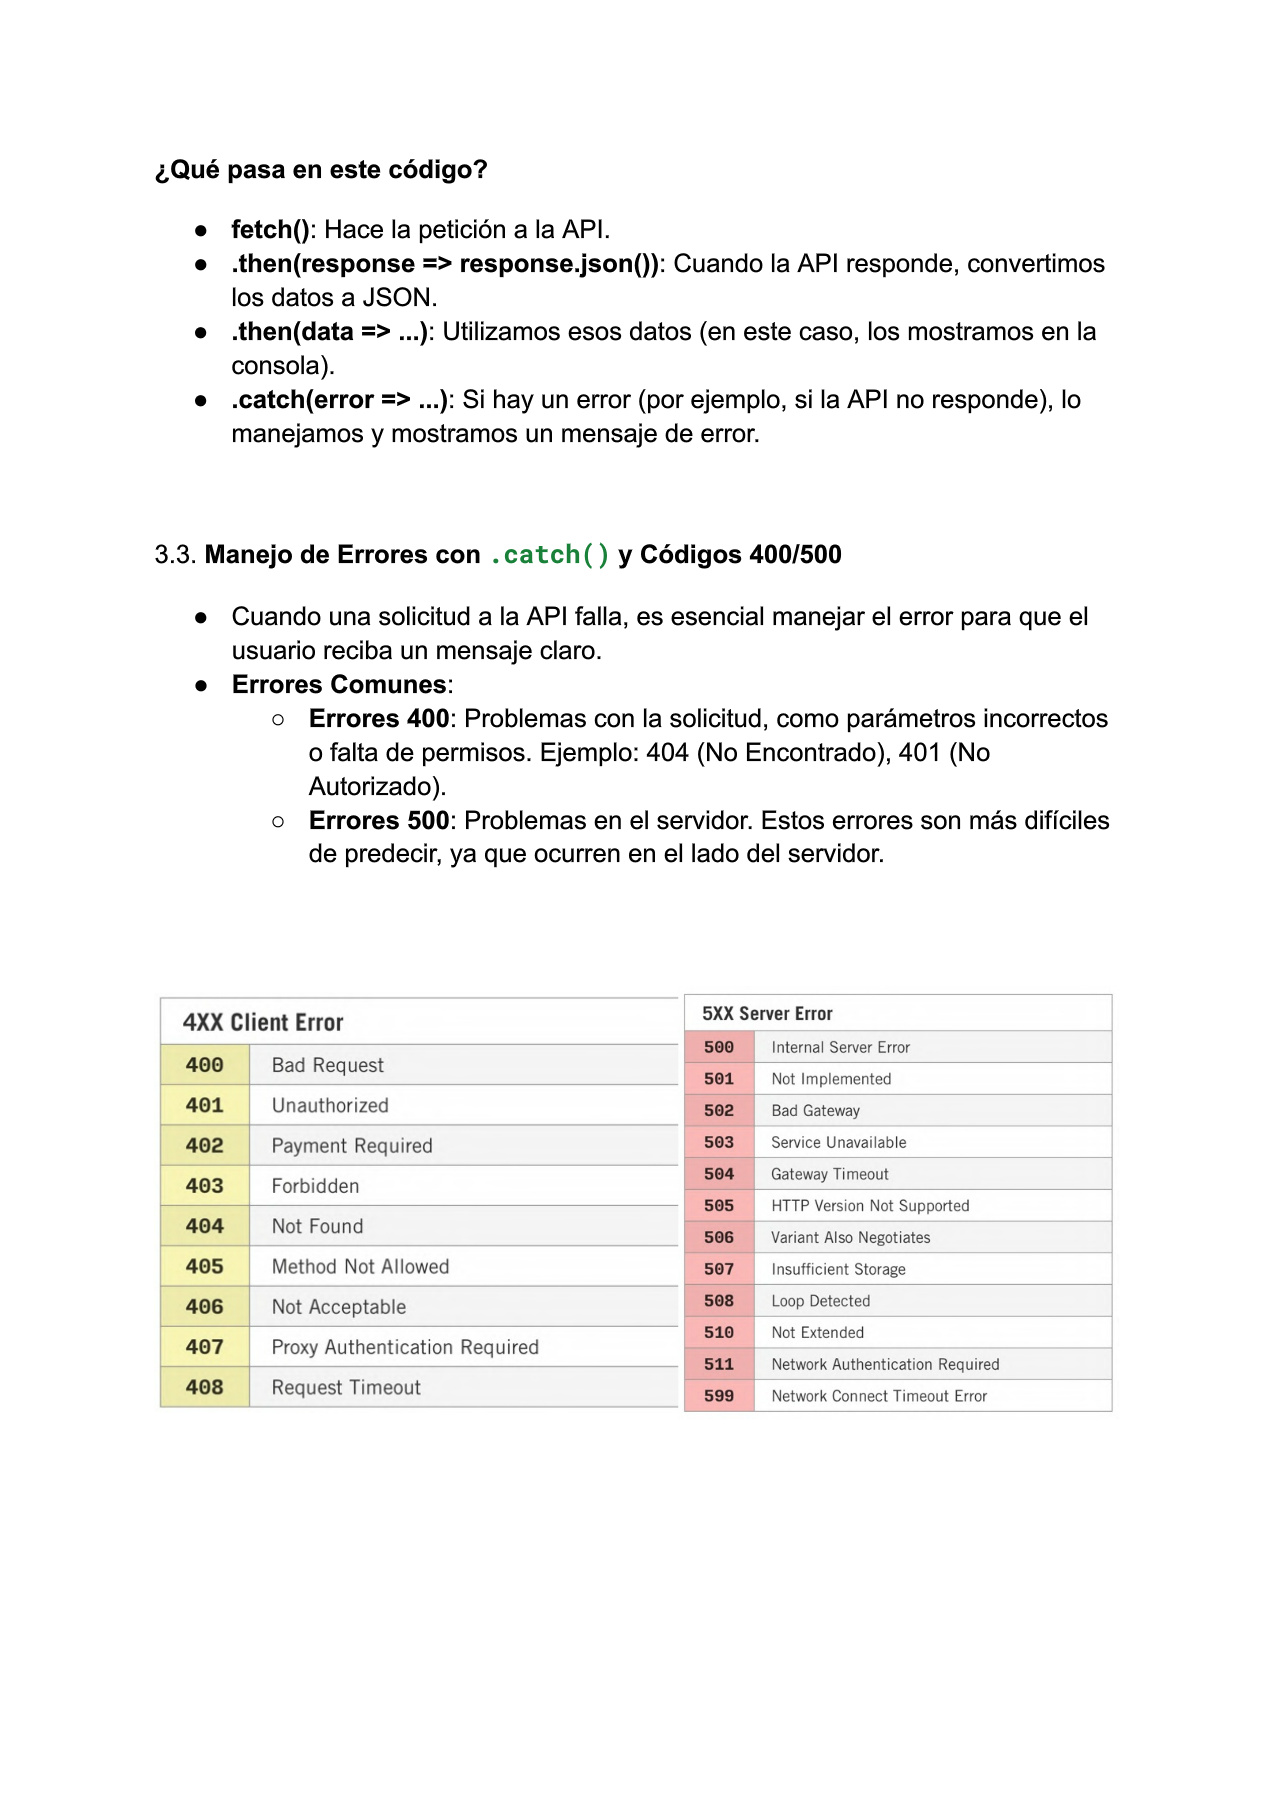 ¿Qué pasa en este código?
● fetch(): Hace la petición a la API.
● .then(response => response.json()): Cuando la API responde, convertimos
los datos a JSON.
● .then(data => ...): Utilizamos esos datos (en este caso, los mostramos en la
consola).
● .catch(error => ...): Si hay un error (por ejemplo, si la API no responde), lo
manejamos y mostramos un mensaje de error.
3.3. Manejo de Errores con .catch() y Códigos 400/500
● Cuando una solicitud a la API falla, es esencial manejar el error para que el
usuario reciba un mensaje claro.
● Errores Comunes:
○ Errores 400: Problemas con la solicitud, como parámetros incorrectos
o falta de permisos. Ejemplo: 404 (No Encontrado), 401 (No
Autorizado).
○ Errores 500: Problemas en el servidor. Estos errores son más difíciles
de predecir, ya que ocurren en el lado del servidor.
4XX Client Error
400 Bad Request
401 Unauthorized
402 Payment Required
403 Forbidden
404 Not Found
405 Method Not Allowed
406 Not Acceptable
407 Proxy Authentication Required
408 Request Timeout
5XX Server Error
500 Internal Server Error
501 Not Implemented
502 Bad Gateway
503 Service Unavailable
504 Gateway Timeout
505 HTTP Version Not Supported
506 Variant Also Negotiates
507 Insufficient Storage
508 Loop Detected
510 Not Extended
511 Network Authentication Required
599 Network Connect Timeout Error